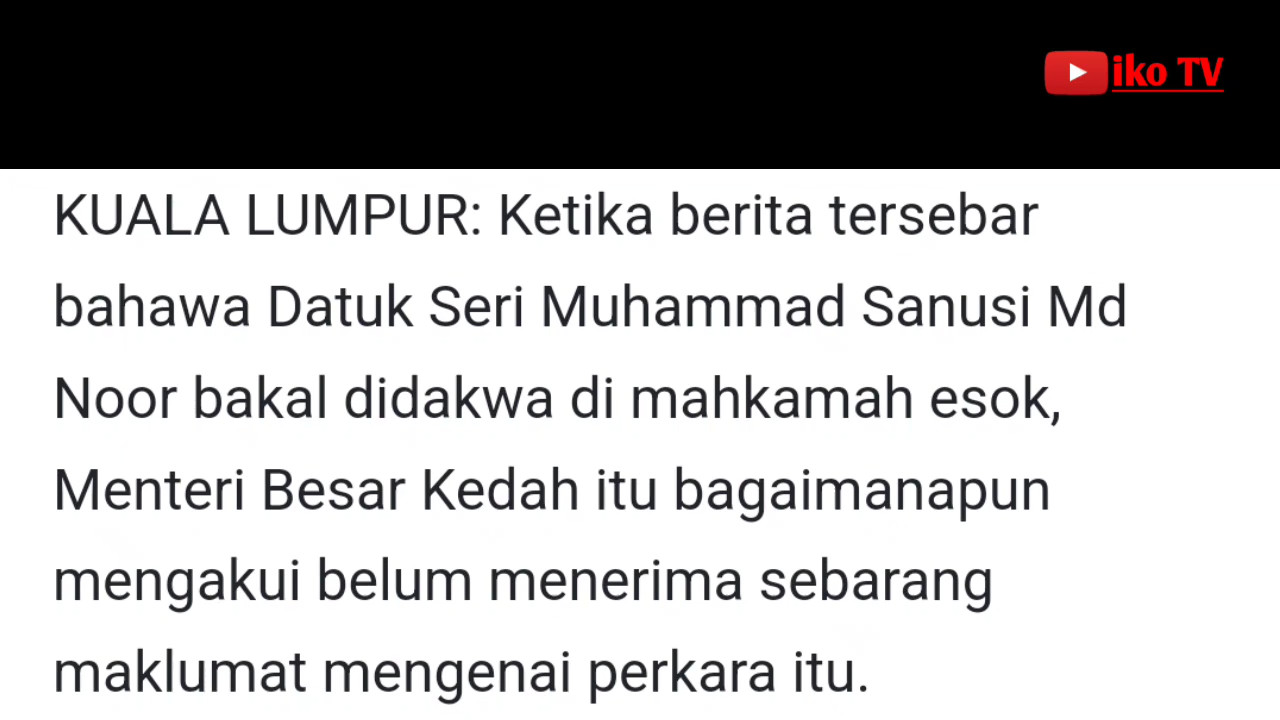 iko TV
KUALA LUMPUR: Ketika berita tersebar
bahawa Datuk Seri Muhammad Sanusi Md
Noor bakal didakwa di mahkamah esok,
Menteri Besar Kedah itu bagaimanapun
mengakui belum menerima sebarang
maklumat mengenai perkara itu.